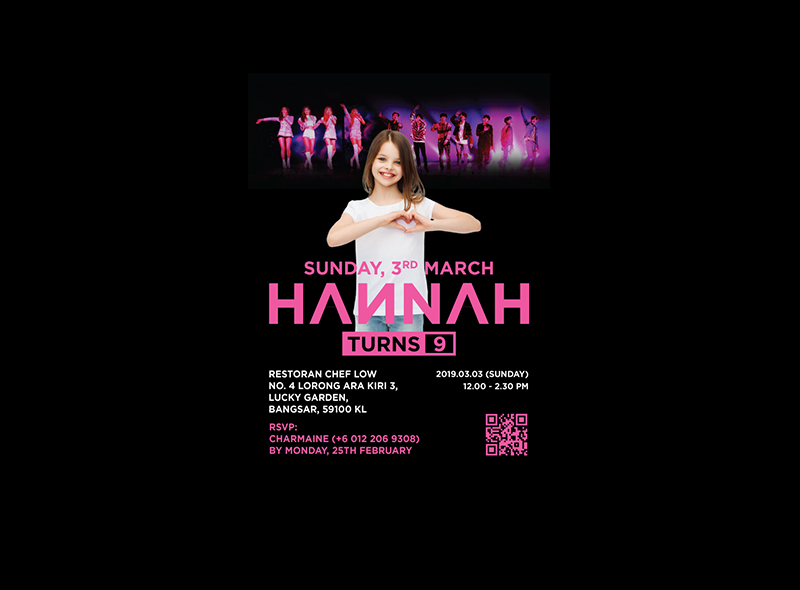 SUNDAY, 3RD MARCH
HANNAH
TURNS 9
RESTORAN CHEF LOW
NO. 4 LORONG ARA KIRI 3,
LUCKY GARDEN,
BANGSAR, 59100 KL
2019.03.03 (SUNDAY)
12.00 - 2.30 PM
RSVP:
CHARMAINE (+6 012 206 9308)
BY MONDAY, 25TH FEBRUARY